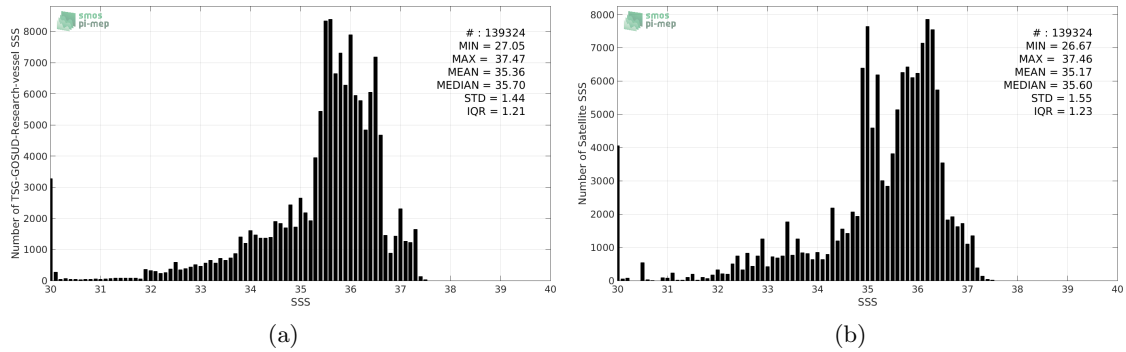 smos
pi-mep
# : 139324
MIN = 27.05
MAX = 37.47
MEAN = 35.36
MEDIAN = 35.70
STD = 1.44
IQR = 1.21
Number of TSG-GOSUD-Research-vessel SSS
8000
7000
6000
5000
4000
3000
2000
1000
0
30 31 32 33 34 35 36 37 38 39 40
SSS
(a)
smos
pi-mep
# : 139324
MIN = 26.67
MAX = 37.46
MEAN = 35.17
MEDIAN = 35.60
STD = 1.55
IQR = 1.23
Number of Satellite SSS
8000
7000
6000
5000
4000
3000
2000
1000
0
30 31 32 33 34 35 36 37 38 39 40
SSS
(b)